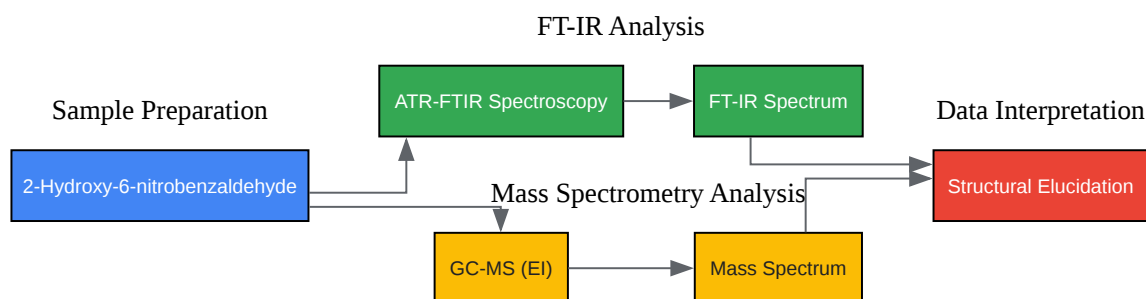 FT-IR Analysis
ATR-FTIR Spectroscopy
FT-IR Spectrum
Sample Preparation
Data Interpretation
2-Hydroxy-6-nitrobenzaldehyde
Structural Elucidation
Mass Spectrometry Analysis
GC-MS (EI)
Mass Spectrum